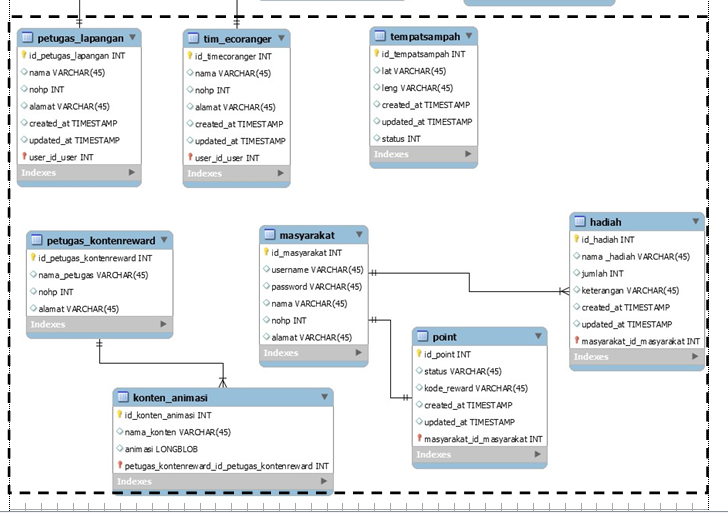 petugas_lapangan
id_petugas_lapangan INT
nama VARCHAR(45)
nohp INT
alamat VARCHAR(45)
created_at TIMESTAMP
updated_at TIMESTAMP
user_id_user INT
Indexes
tim_ecoranger
id_timecoranger INT
nama VARCHAR(45)
nohp INT
alamat VARCHAR(45)
created_at TIMESTAMP
updated_at TIMESTAMP
user_id_user INT
Indexes
tempatsampah
id_tempatsampah INT
lat VARCHAR(45)
leng VARCHAR(45)
created_at TIMESTAMP
updated_at TIMESTAMP
status INT
Indexes
petugas_kontenreward
id_petugas_kontenreward INT
nama_petugas VARCHAR(45)
nohp INT
alamat VARCHAR(45)
Indexes
masyarakat
id_masyarakat INT
username VARCHAR(45)
password VARCHAR(45)
nama VARCHAR(45)
nohp INT
alamat VARCHAR(45)
Indexes
hadiah
id_hadiah INT
nama _hadiah VARCHAR(45)
jumlah INT
keterangan VARCHAR(45)
created_at TIMESTAMP
updated_at TIMESTAMP
masyarakat_id_masyarakat INT
Indexes
point
id_point INT
status VARCHAR(45)
kode_reward VARCHAR(45)
created_at TIMESTAMP
updated_at TIMESTAMP
masyarakat_id_masyarakat INT
Indexes
konten_animasi
id_konten_animasi INT
nama_konten VARCHAR(45)
animasi LONGBLOB
petugas_kontenreward_id_petugas_kontenreward INT
Indexes